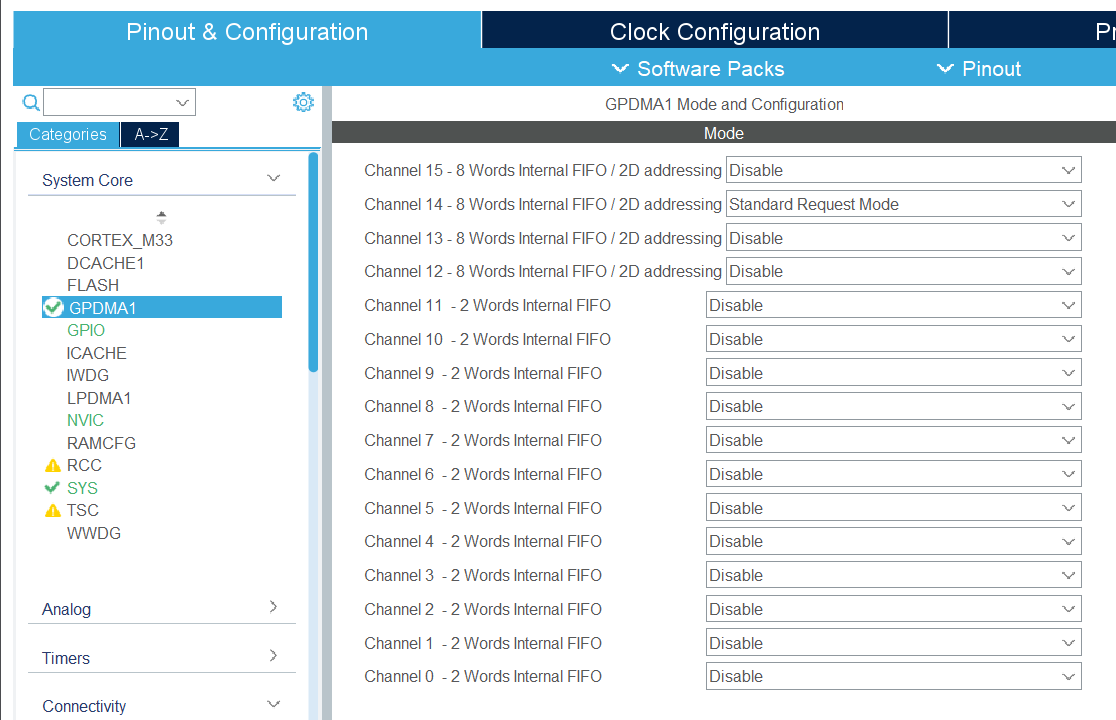 Pinout & Configuration
Clock Configuration
Pr
Software Packs
Pinout
GPDMA1 Mode and Configuration
Categories
A->Z
Mode
System Core
CORTEX_M33
DCACHE1
FLASH
GPDMA1
GPIO
ICACHE
IWDG
LPDMA1
NVIC
RAMCFG
RCC
SYS
TSC
WWDG
Analog
Timers
Connectivity
Channel 15 - 8 Words Internal FIFO / 2D addressing Disable
Channel 14 - 8 Words Internal FIFO / 2D addressing Standard Request Mode
Channel 13 - 8 Words Internal FIFO / 2D addressing Disable
Channel 12 - 8 Words Internal FIFO / 2D addressing Disable
Channel 11 - 2 Words Internal FIFO Disable
Channel 10 - 2 Words Internal FIFO Disable
Channel 9 - 2 Words Internal FIFO Disable
Channel 8 - 2 Words Internal FIFO Disable
Channel 7 - 2 Words Internal FIFO Disable
Channel 6 - 2 Words Internal FIFO Disable
Channel 5 - 2 Words Internal FIFO Disable
Channel 4 - 2 Words Internal FIFO Disable
Channel 3 - 2 Words Internal FIFO Disable
Channel 2 - 2 Words Internal FIFO Disable
Channel 1 - 2 Words Internal FIFO Disable
Channel 0 - 2 Words Internal FIFO Disable